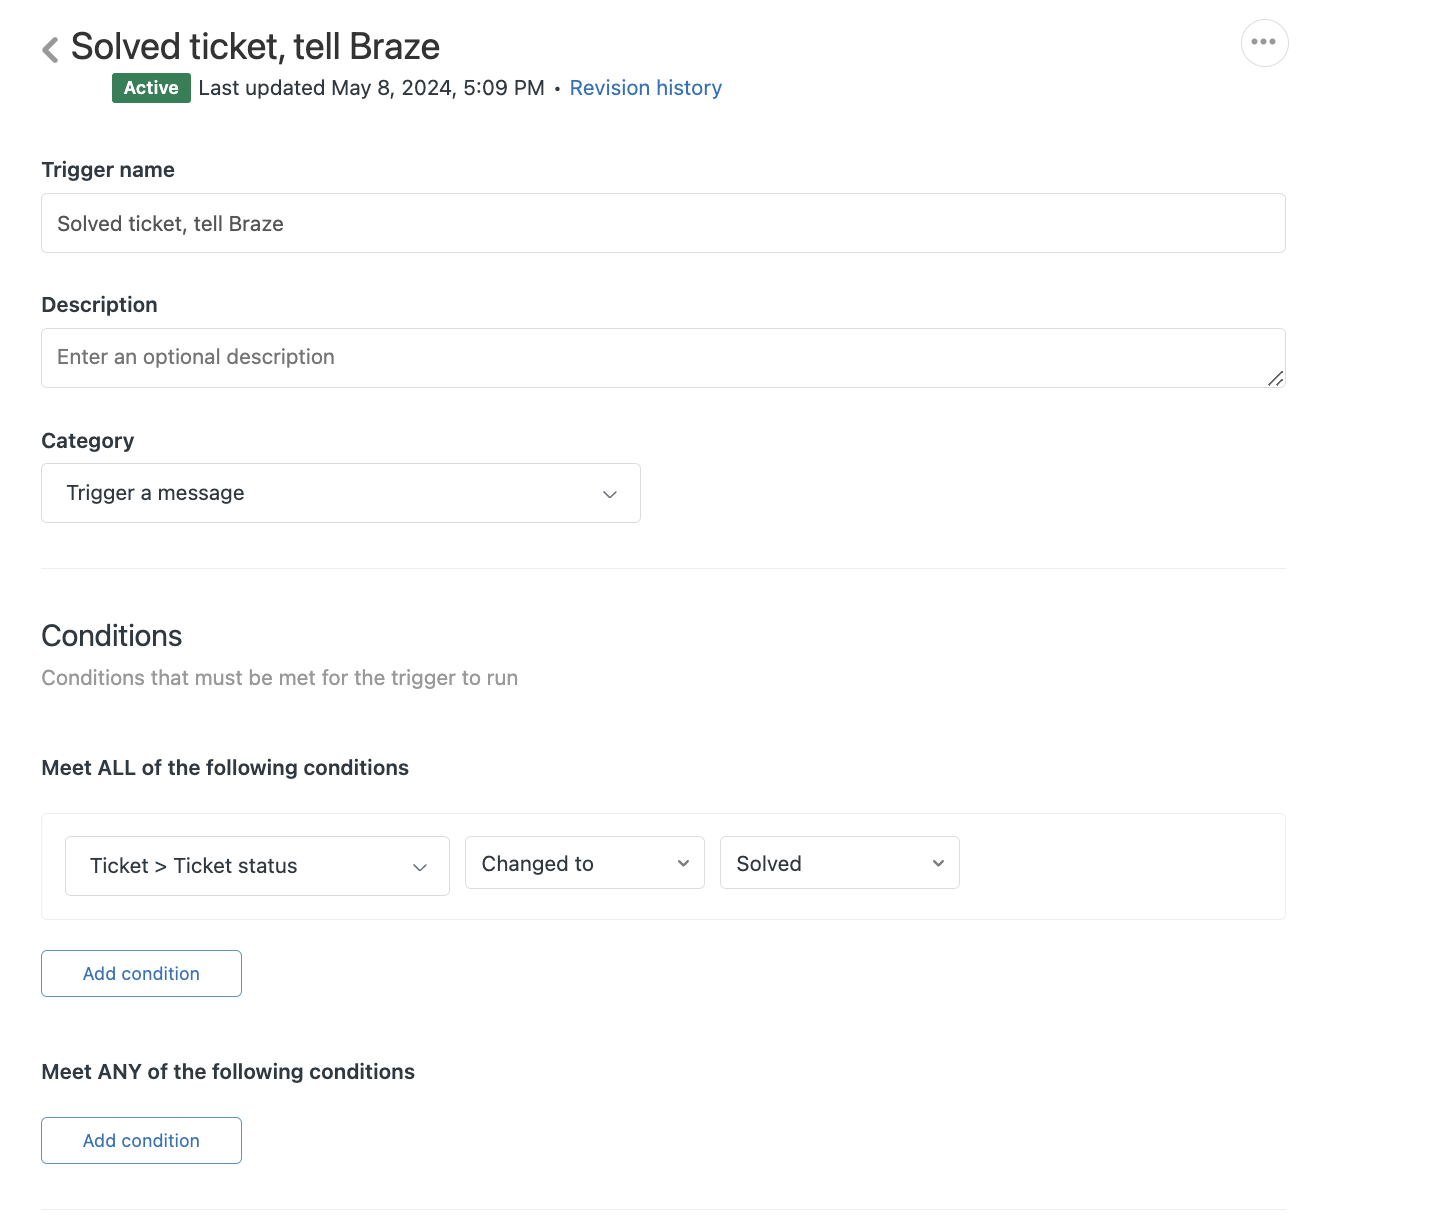 Solved ticket, tell Braze
Active Last updated May 8, 2024, 5:09 PM • Revision history
Trigger name
Solved ticket, tell Braze
Description
Enter an optional description
Category
Trigger a message
Conditions
Conditions that must be met for the trigger to run
Meet ALL of the following conditions
Ticket > Ticket status Changed to Solved
Add condition
Meet ANY of the following conditions
Add condition